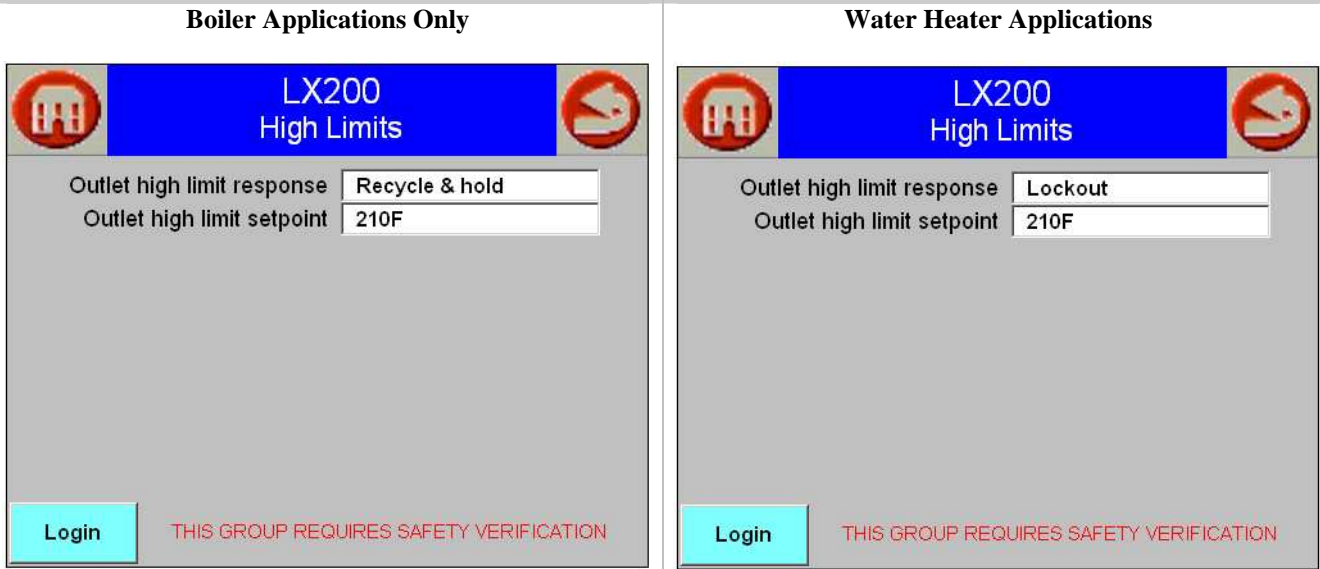 Boiler Applications Only
LX200
High Limits
Outlet high limit response Recycle & hold
Outlet high limit setpoint 210F
Login THIS GROUP REQUIRES SAFETY VERIFICATION
Water Heater Applications
LX200
High Limits
Outlet high limit response Lockout
Outlet high limit setpoint 210F
Login THIS GROUP REQUIRES SAFETY VERIFICATION